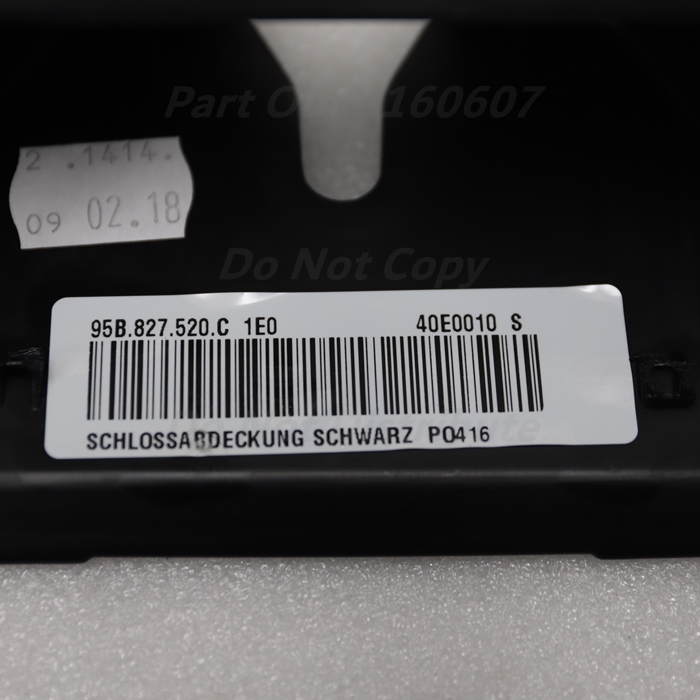 Part O 160607
2 .1414.
09 02.18
Do Not Copy
95B.827.520.C 1E0 40E0010 S
SCHLOSSABDECKUNG SCHWARZ PO416